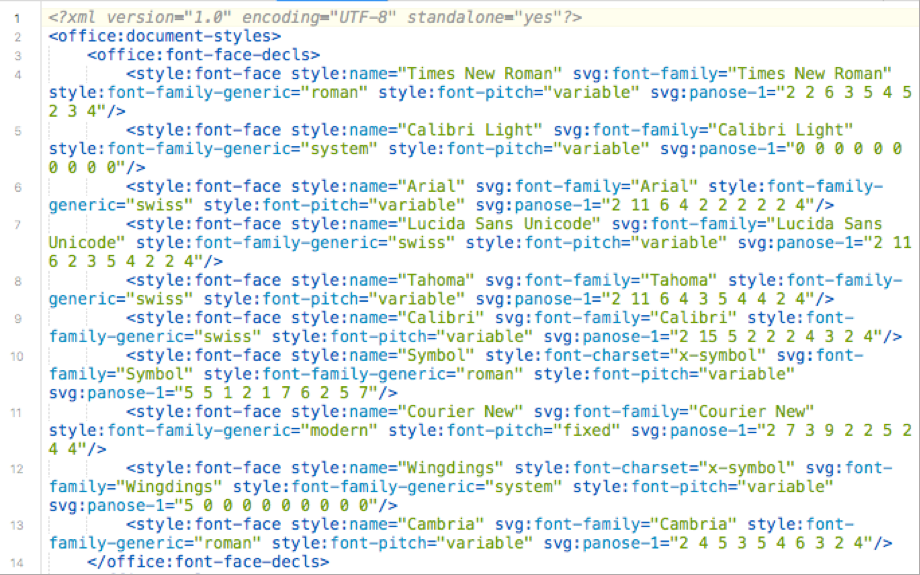 1 <?xml version="1.0" encoding="UTF-8" standalone="yes"?>
2 <office:document-styles>
3 <office:font-face-decls>
4 <style:font-face style:name="Times New Roman" svg:font-family="Times New Roman"
style:font-family-generic="roman" style:font-pitch="variable" svg:panose-1="2 2 6 3 5 4 5
2 3 4"/>
5 <style:font-face style:name="Calibri Light" svg:font-family="Calibri Light"
style:font-family-generic="system" style:font-pitch="variable" svg:panose-1="0 0 0 0 0 0
0 0 0 0"/>
6 <style:font-face style:name="Arial" svg:font-family="Arial" style:font-family-
generic="swiss" style:font-pitch="variable" svg:panose-1="2 11 6 4 2 2 2 2 2 4"/>
7 <style:font-face style:name="Lucida Sans Unicode" svg:font-family="Lucida Sans
Unicode" style:font-family-generic="swiss" style:font-pitch="variable" svg:panose-1="2 11
6 2 3 5 4 2 2 4"/>
8 <style:font-face style:name="Tahoma" svg:font-family="Tahoma" style:font-family-
generic="swiss" style:font-pitch="variable" svg:panose-1="2 11 6 4 3 5 4 4 2 4"/>
9 <style:font-face style:name="Calibri" svg:font-family="Calibri" style:font-
family-generic="swiss" style:font-pitch="variable" svg:panose-1="2 15 5 2 2 2 4 3 2 4"/>
10 <style:font-face style:name="Symbol" style:font-charset="x-symbol" svg:font-
family="Symbol" style:font-family-generic="roman" style:font-pitch="variable"
svg:panose-1="5 5 1 2 1 7 6 2 5 7"/>
11 <style:font-face style:name="Courier New" svg:font-family="Courier New"
style:font-family-generic="modern" style:font-pitch="fixed" svg:panose-1="2 7 3 9 2 2 5 2
4 4"/>
12 <style:font-face style:name="Wingdings" style:font-charset="x-symbol" svg:font-
family="Wingdings" style:font-family-generic="system" style:font-pitch="variable"
svg:panose-1="5 0 0 0 0 0 0 0 0 0"/>
13 <style:font-face style:name="Cambria" svg:font-family="Cambria" style:font-
family-generic="roman" style:font-pitch="variable" svg:panose-1="2 4 5 3 5 4 6 3 2 4"/>
14 </office:font-face-decls>